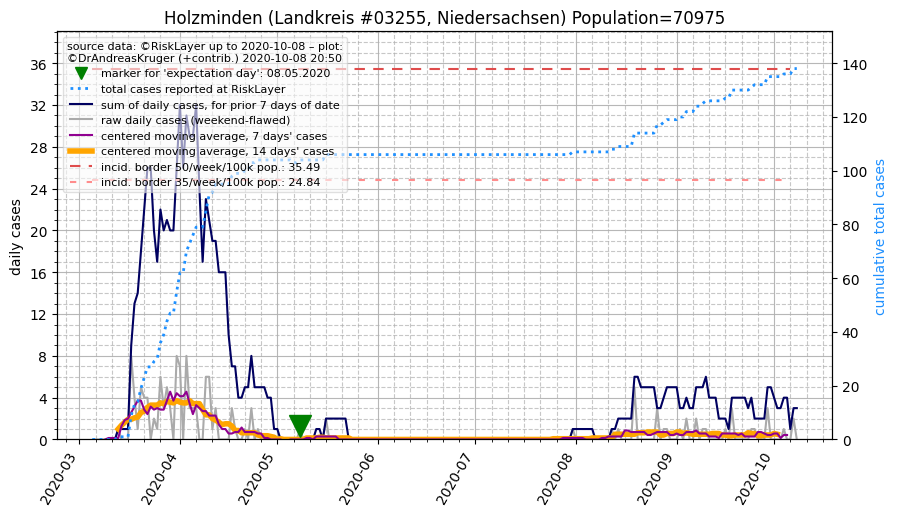 Holzminden (Landkreis #03255, Niedersachsen) Population=70975
source data: ©RiskLayer up to 2020-10-08 – plot:
©DrAndreasKruger (+contrib.) 2020-10-08 20:50
marker for 'expectation day': 08.05.2020
total cases reported at RiskLayer
sum of daily cases, for prior 7 days of date
raw daily cases (weekend-flawed)
centered moving average, 7 days' cases
centered moving average, 14 days' cases
incid. border 50/week/100k pop.: 35.49
incid. border 35/week/100k pop.: 24.84
daily cases
36
32
28
24
20
16
12
8
4
0
cumulative total cases
140
120
100
80
60
40
20
0
2020-03
2020-04
2020-05
2020-06
2020-07
2020-08
2020-09
2020-10